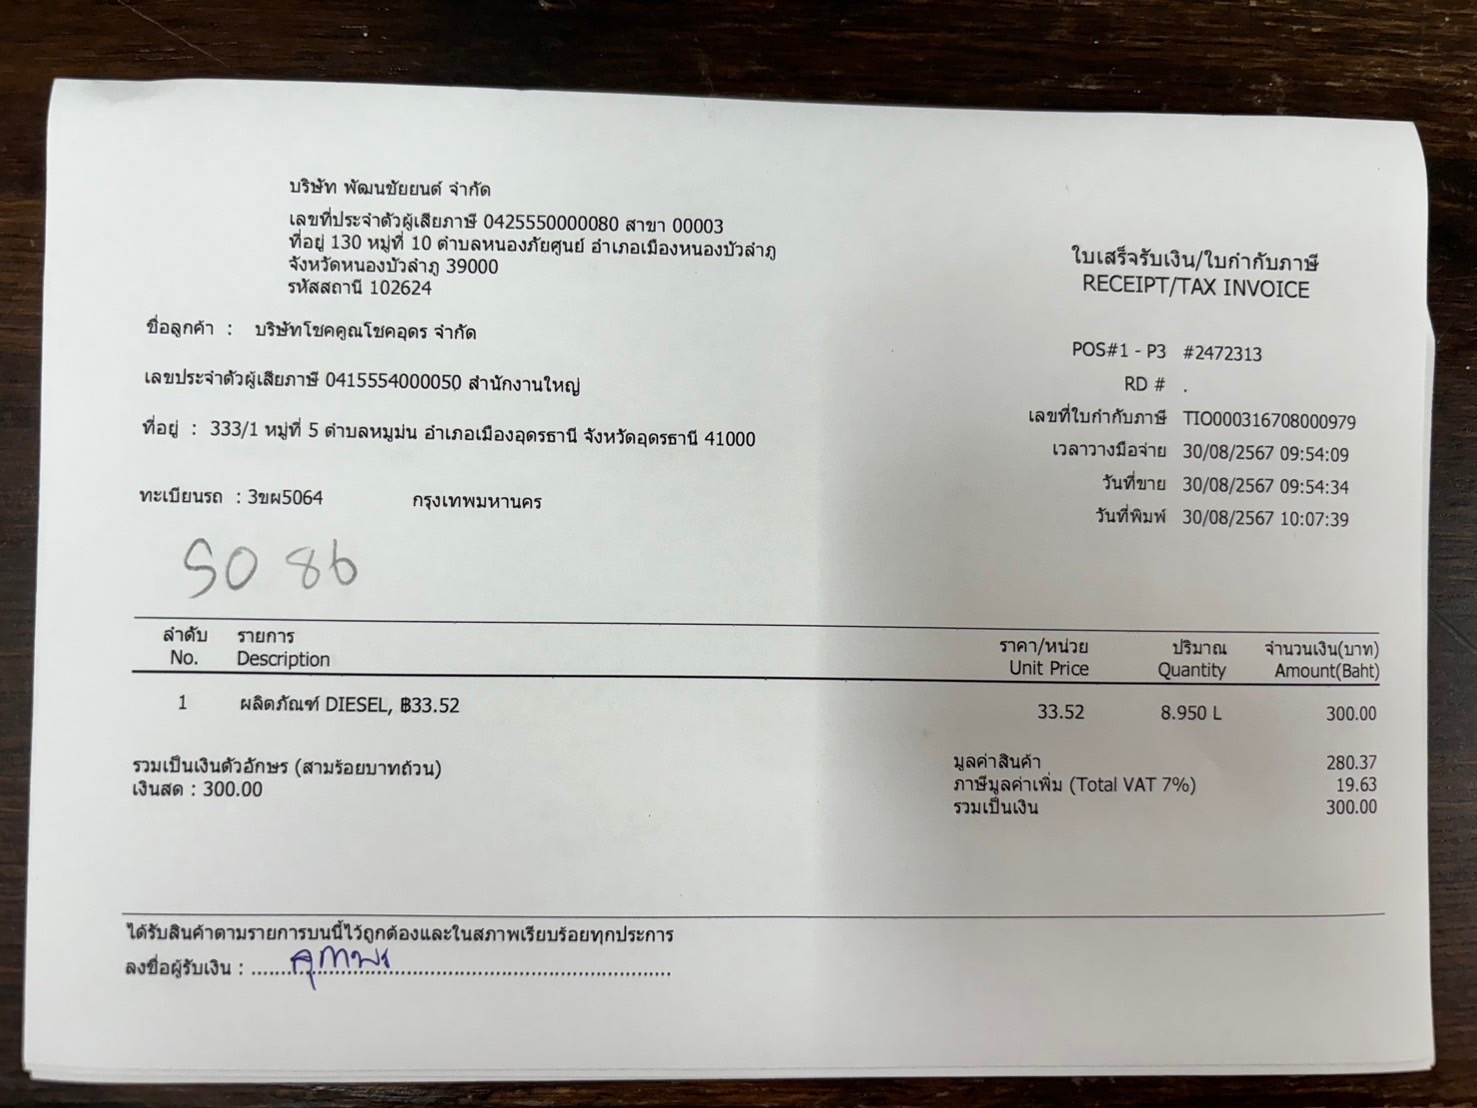 บริษัท พัฒนชัยยนต์ จำกัด
เลขที่ประจำตัวผู้เสียภาษี 0425550000080 สาขา 00003
ที่อยู่ 130 หมู่ที่ 10 ตำบลหนองภัยศูนย์ อำเภอเมืองหนองบัวลำภู
จังหวัดหนองบัวลำภู 39000
รหัสสถานี 102624
ใบเสร็จรับเงิน/ใบกำกับภาษี
RECEIPT/TAX INVOICE
ชื่อลูกค้า : บริษัทโชคคูณโชคอุดร จำกัด
เลขประจำตัวผู้เสียภาษี 0415554000050 สำนักงานใหญ่
ที่อยู่ : 333/1 หมู่ที่ 5 ตำบลหมูม่น อำเภอเมืองอุดรธานี จังหวัดอุดรธานี 41000
ทะเบียนรถ : 3ขผ5064 กรุงเทพมหานคร
POS#1 - P3 #2472313
RD # .
เลขที่ใบกำกับภาษี TIO000316708000979
เวลาวางมือจ่าย 30/08/2567 09:54:09
วันที่ขาย 30/08/2567 09:54:34
วันที่พิมพ์ 30/08/2567 10:07:39
SO 86
ลำดับ รายการ ราคา/หน่วย ปริมาณ จำนวนเงิน(บาท)
No. Description Unit Price Quantity Amount(Baht)
1 ผลิตภัณฑ์ DIESEL, ฿33.52 33.52 8.950 L 300.00
รวมเป็นเงินตัวอักษร (สามร้อยบาทถ้วน)
เงินสด : 300.00
มูลค่าสินค้า 280.37
ภาษีมูลค่าเพิ่ม (Total VAT 7%) 19.63
รวมเป็นเงิน 300.00
ได้รับสินค้าตามรายการบนนี้ไว้ถูกต้องและในสภาพเรียบร้อยทุกประการ
ลงชื่อผู้รับเงิน :